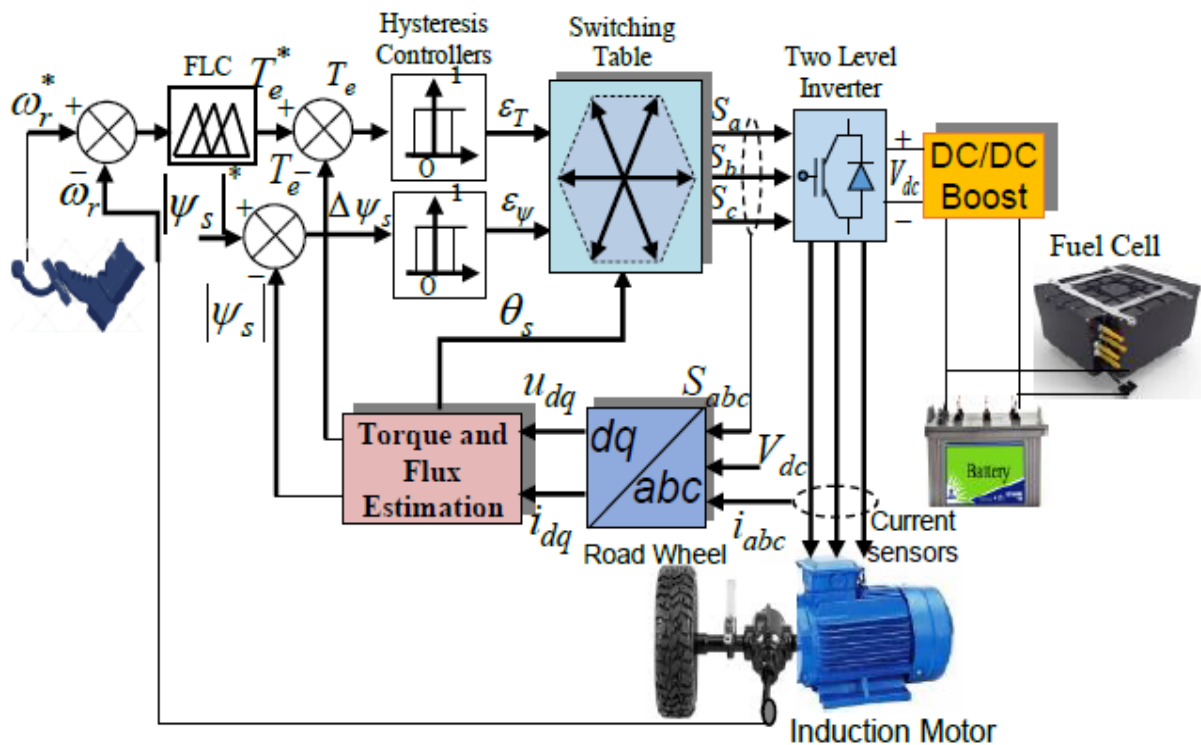 Hysteresis
Controllers
Switching
Table
Two Level
Inverter
FLC
ω_r^*
+
T_e^*
+
T_e
1
0
ε_T
S_a
S_b
S_c
+
V_dc
−
DC/DC
Boost
ω_r
-
T_e
-
|ψ_s|^*
+
−
Δψ_s
1
0
ε_ψ
Fuel Cell
|ψ_s|
θ_s
u_dq
S_abc
Torque and
Flux
Estimation
dq
abc
V_dc
i_dq
i_abc
Battery
Current
sensors
Road Wheel
Induction Motor